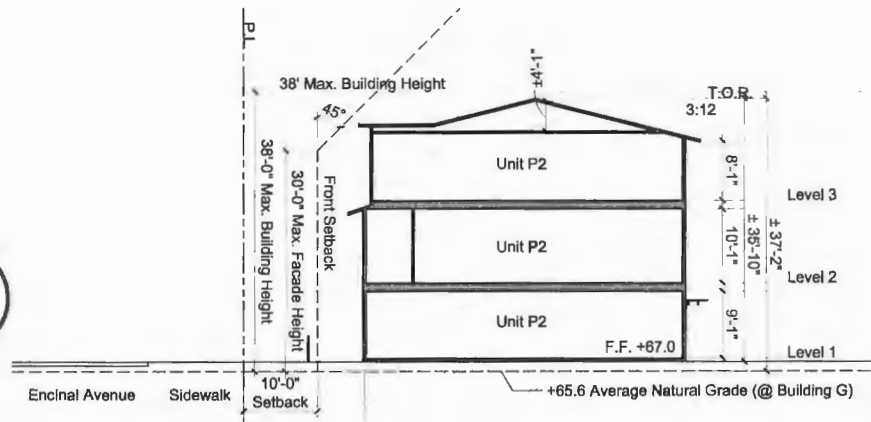 P.L
38' Max. Building Height
45°
±4'-1"
T.O.R.
3:12
38'-0" Max. Building Height
30'-0" Max. Facade Height
Front Setback
Unit P2
8'-1"
Level 3
± 35'-10"
± 37'-2"
Unit P2
10'-1"
Level 2
Unit P2
9'-1"
F.F. +67.0
Level 1
Encinal Avenue
Sidewalk
10'-0"
Setback
+65.6 Average Natural Grade (@ Building G)